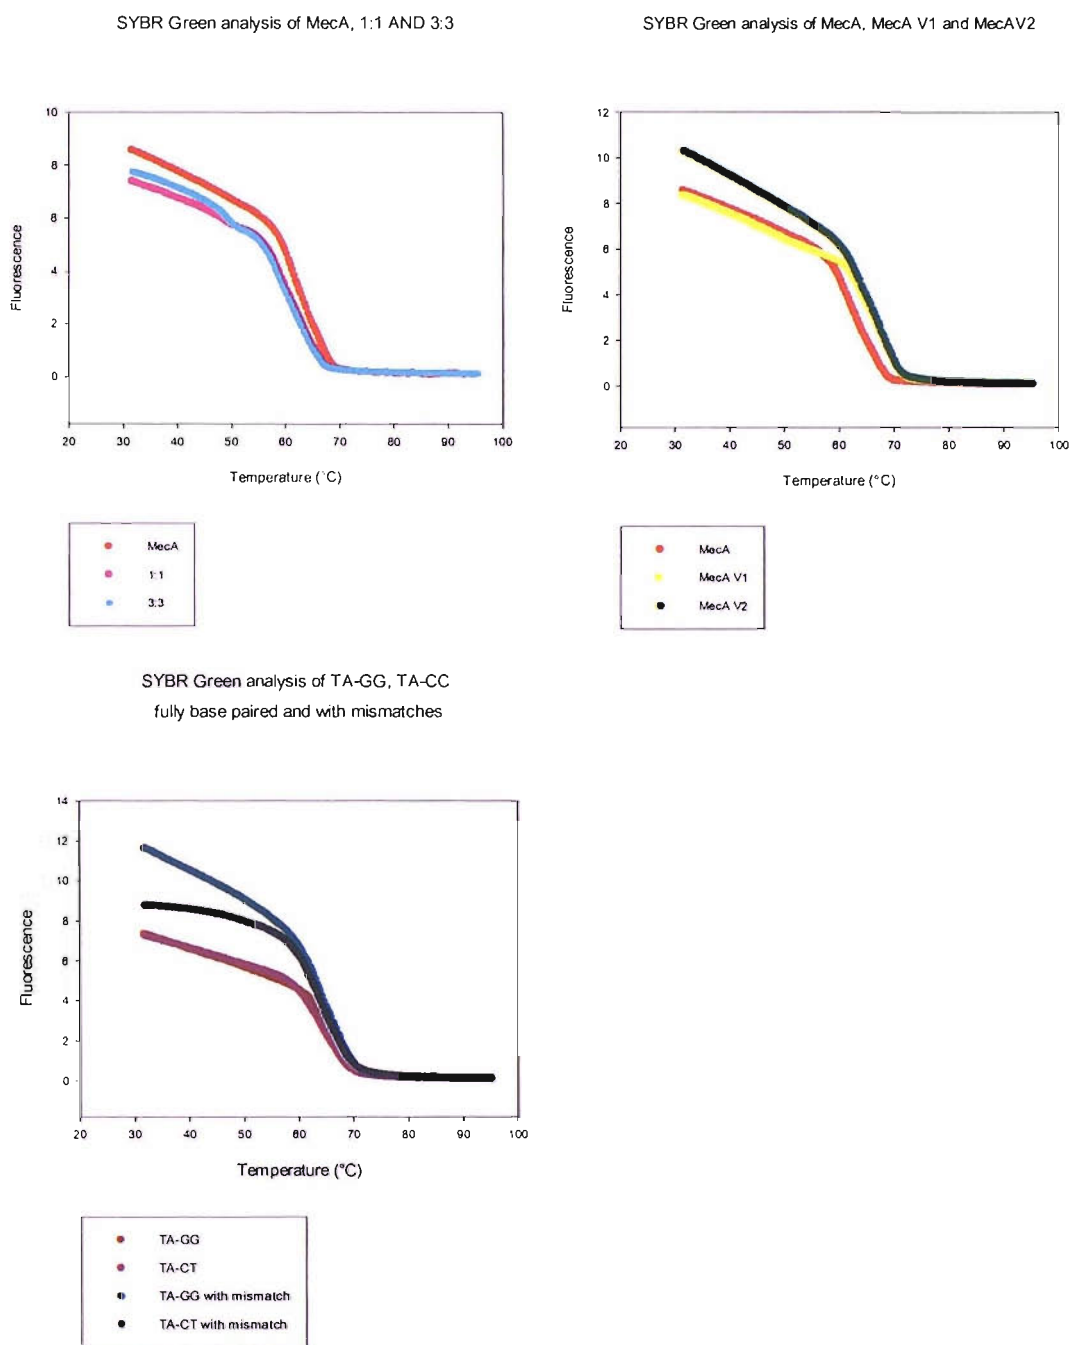 SYBR Green analysis of MecA, 1:1 AND 3:3
10
8
6
4
2
0
20 30 40 50 60 70 80 90 100
Fluorescence
Temperature (°C)
MecA
1:1
3:3
SYBR Green analysis of MecA, MecA V1 and MecAV2
12
10
8
6
4
2
0
20 30 40 50 60 70 80 90 100
Fluorescence
Temperature (°C)
MecA
MecA V1
MecA V2
SYBR Green analysis of TA-GG, TA-CC
fully base paired and with mismatches
14
12
10
8
6
4
2
0
20 30 40 50 60 70 80 90 100
Fluorescence
Temperature (°C)
TA-GG
TA-CT
TA-GG with mismatch
TA-CT with mismatch